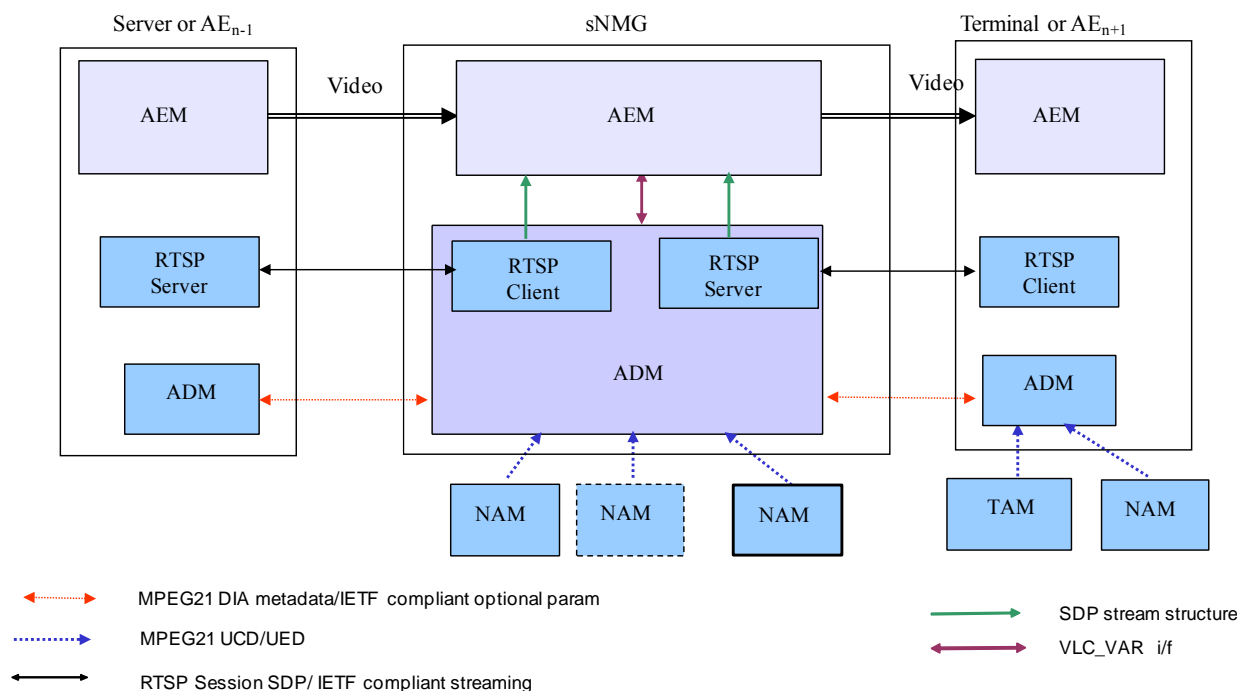 Server or AEn-1
sNMG
Terminal or AEn+1
Video
Video
AEM
AEM
AEM
RTSP
Server
RTSP
Client
RTSP
Server
RTSP
Client
ADM
ADM
ADM
NAM
NAM
NAM
TAM
NAM
MPEG21 DIA metadata/IETF compliant optional param
MPEG21 UCD/UED
RTSP Session SDP/ IETF compliant streaming
SDP stream structure
VLC_VAR i/f